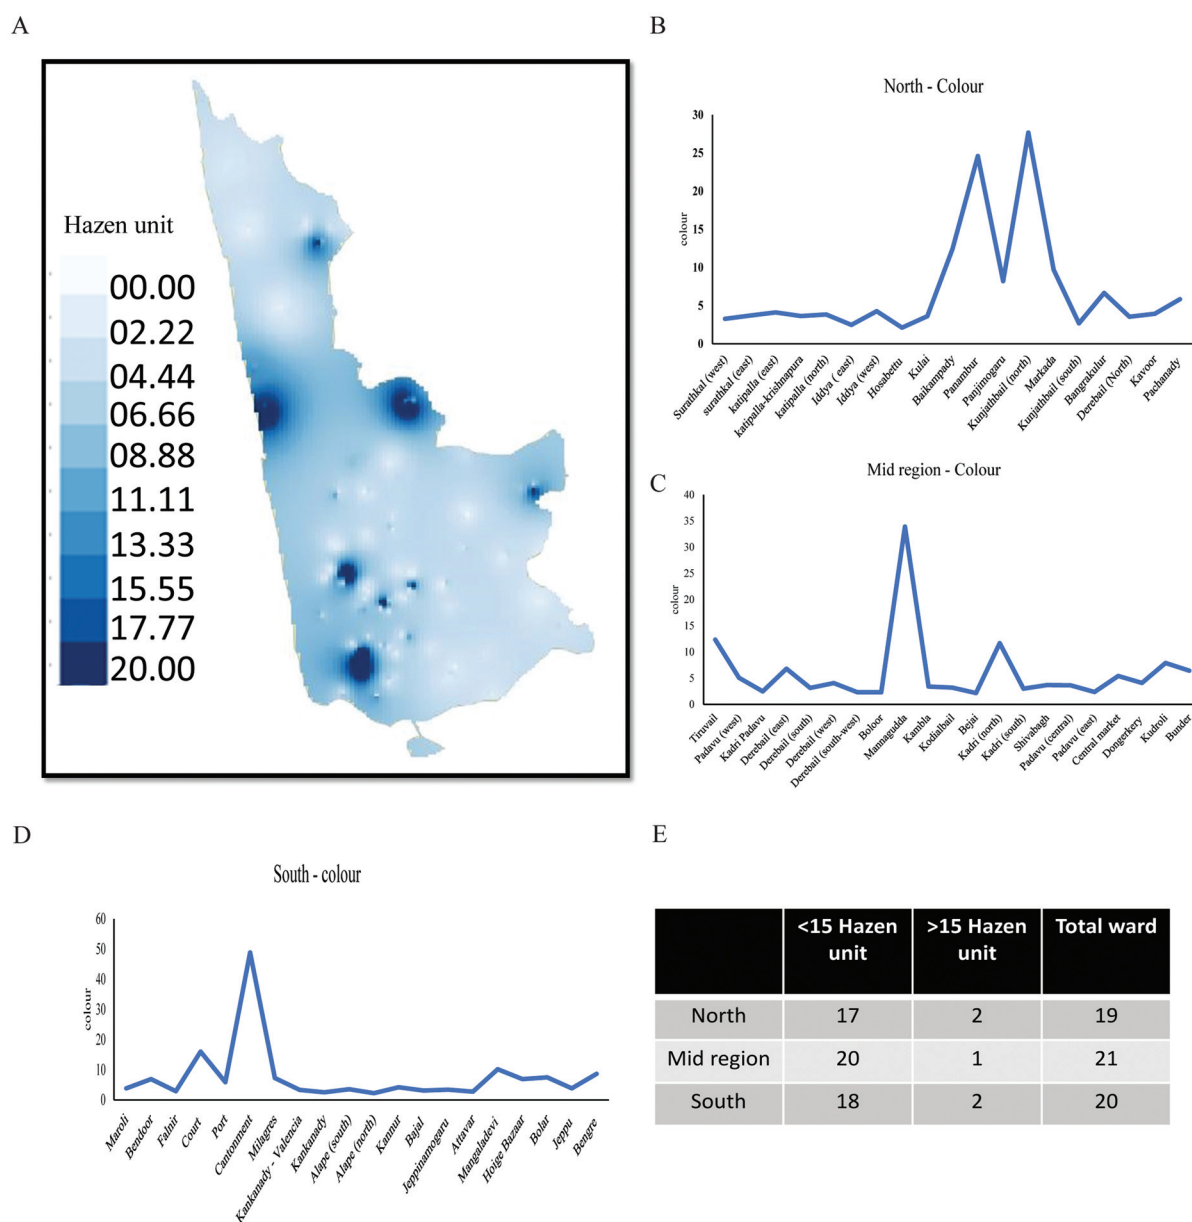 A
Hazen unit
00.00
02.22
04.44
06.66
08.88
11.11
13.33
15.55
17.77
20.00
B
North - Colour
colour
30
25
20
15
10
5
0
Surathkal (west)
surathkal (east)
katipalla (east)
katipalla-krishnapura
katipalla (north)
Iddya ( east)
Iddya (west)
Hosabettu
Kulai
Baikampady
Panambur
Panjimogaru
Kunjathbail (north)
Markada
Kunjathbail (south)
Bangrakulur
Derebail (North)
Kavoor
Pachanady
C
Mid region - Colour
colour
40
35
30
25
20
15
10
5
0
Tiruvail
Padavu (west)
Kadri Padavu
Derebail (east)
Derebail (south)
Derebail (west)
Derebail (south-west)
Boloor
Mannagudda
Kambla
Kodialbail
Bejai
Kadri (north)
Kadri (south)
Shivabagh
Padavu (central)
Padavu (east)
Central market
Dongerkery
Kudroli
Bunder
D
South - colour
colour
60
50
40
30
20
10
0
Maroli
Bendoor
Falnir
Court
Port
Cantonment
Milagres
Kankanady - Valencia
Kankanady
Alape (south)
Alape (north)
Kannur
Bajal
Jeppinamogaru
Attavar
Mangaladevi
Hoige Bazaar
Bolar
Jeppu
Bengre
E
<15 Hazen unit >15 Hazen unit Total ward
North 17 2 19
Mid region 20 1 21
South 18 2 20